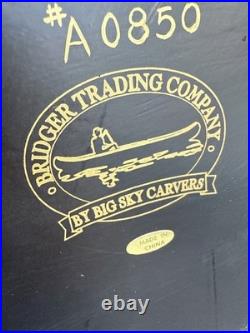 #A0850
BRIDGER TRADING COMPANY
BY BIG SKY CARVERS
MADE IN
CHINA